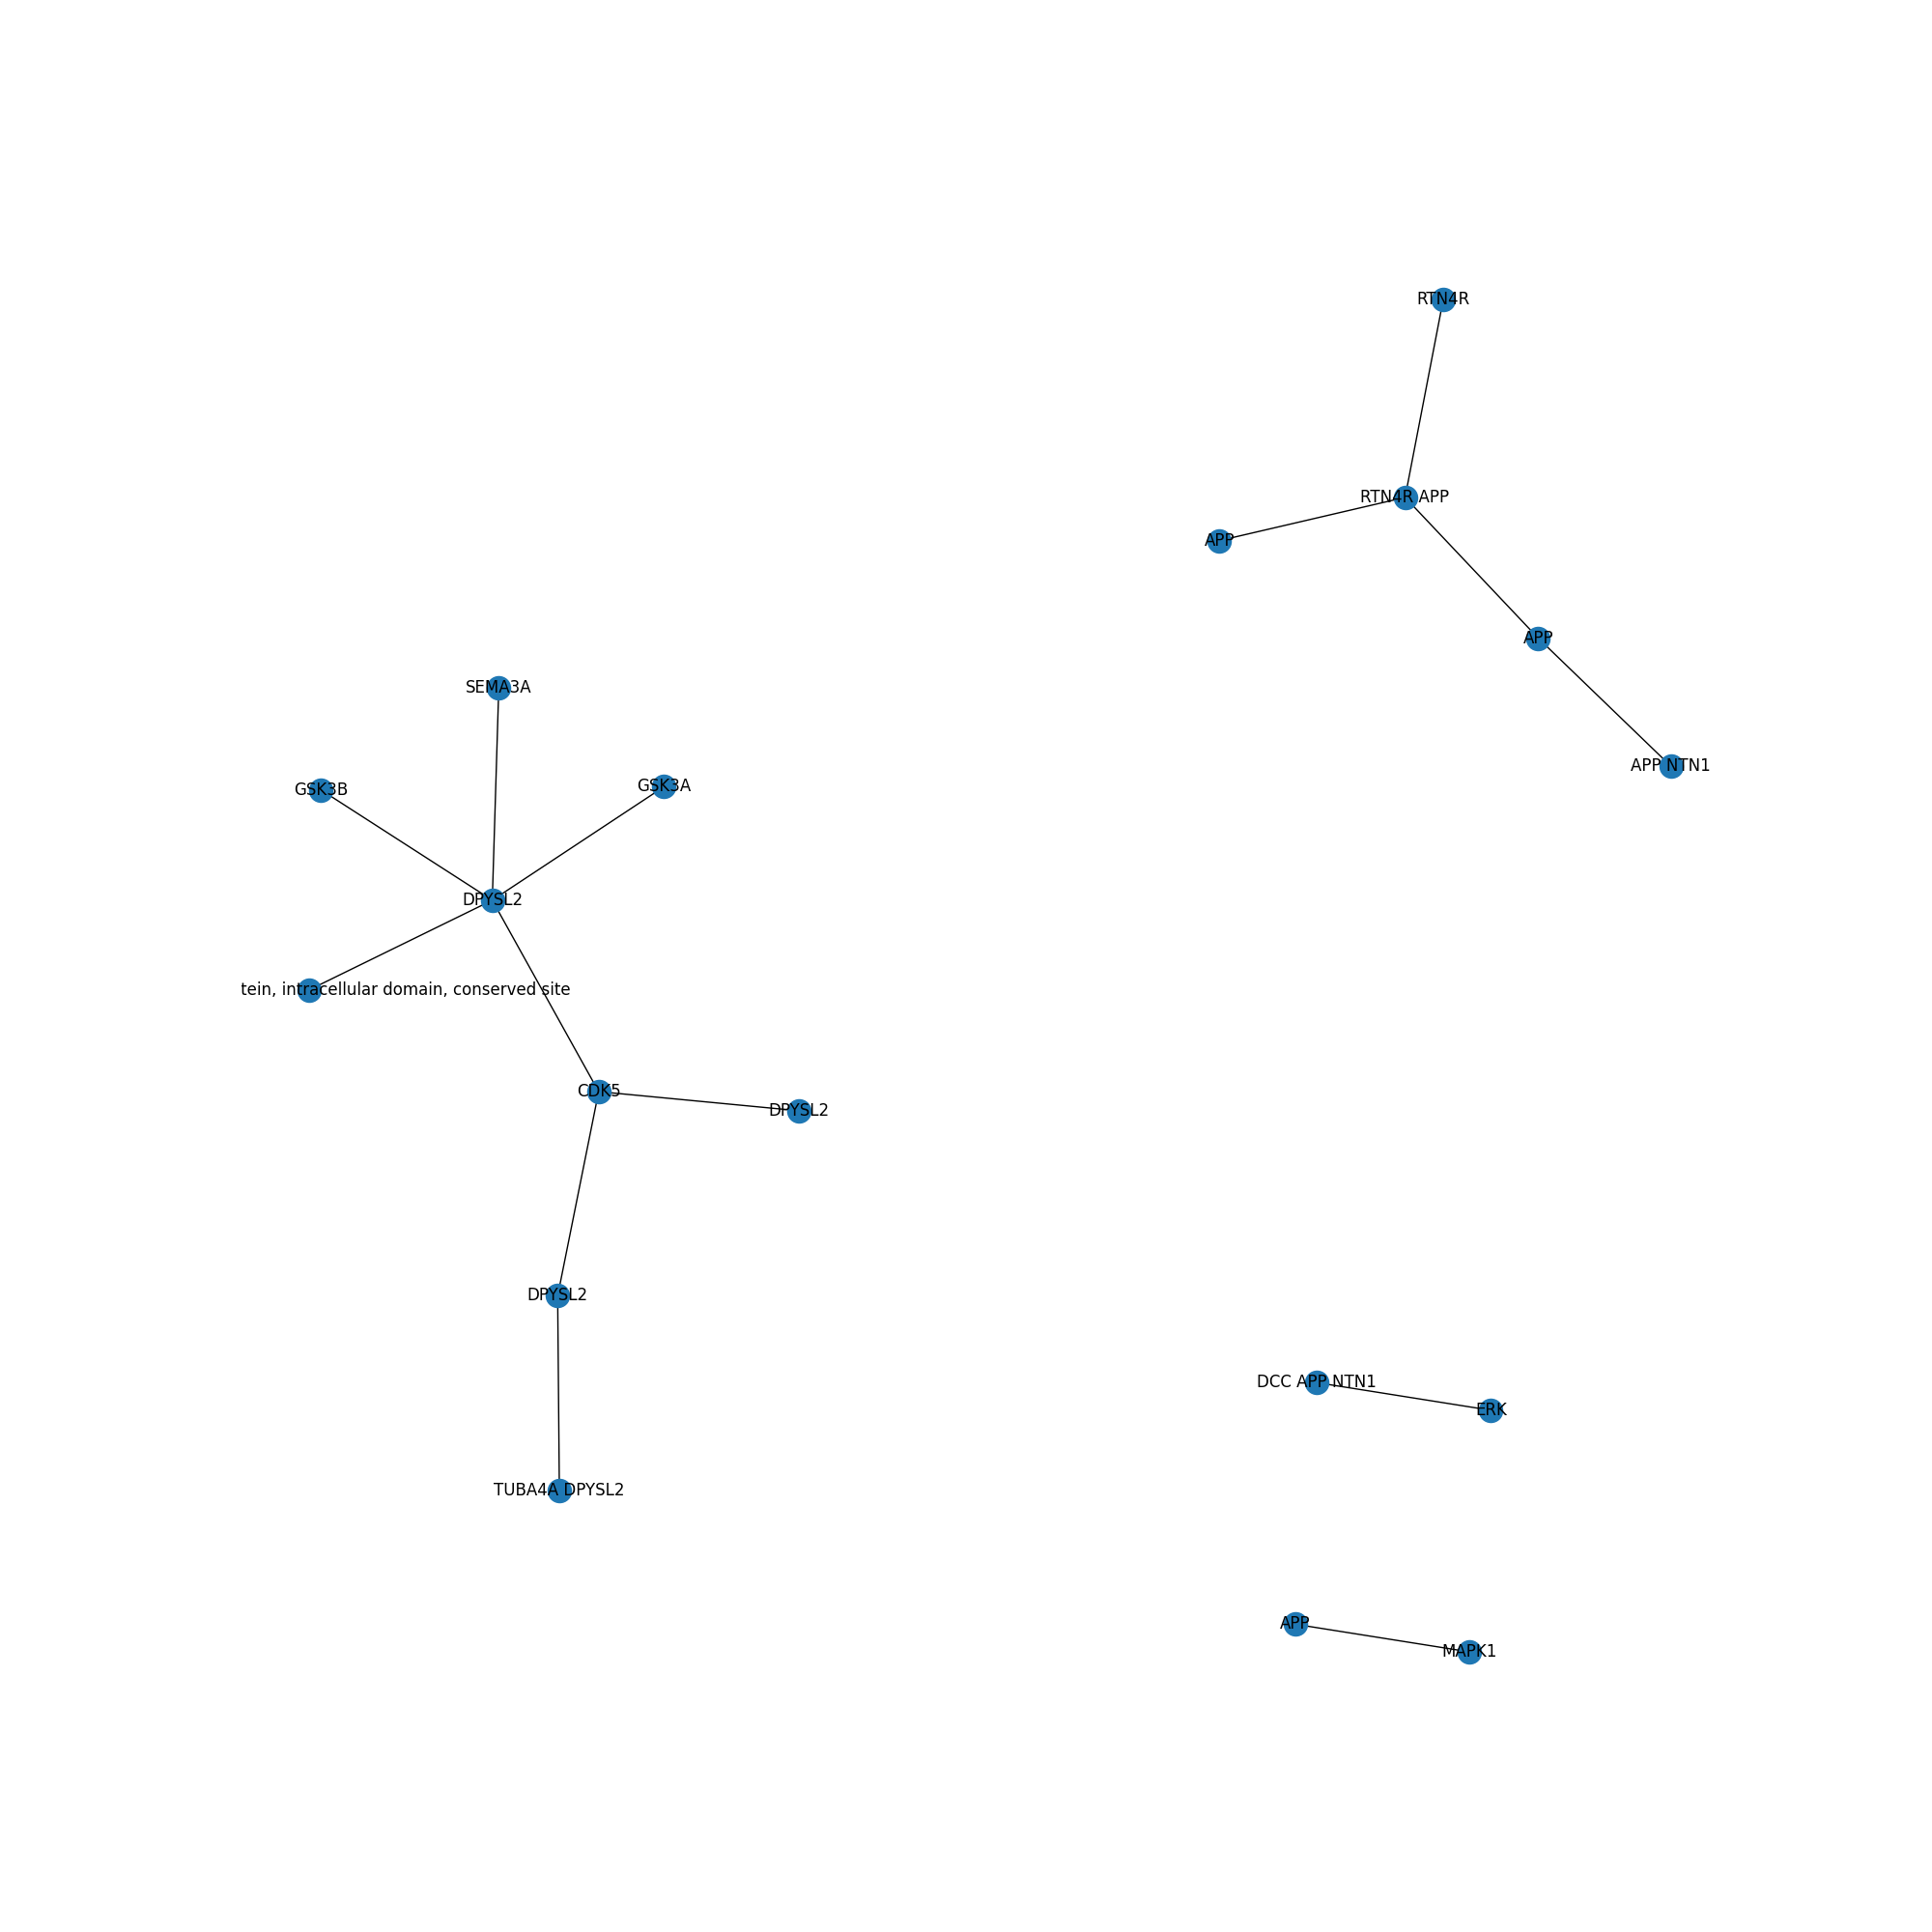 RTN4R
RTN4R APP
APP
APP
SEMA3A
APP NTN1
GSK3B
GSK3A
DPYSL2
tein, intracellular domain, conserved site
CDK5
DPYSL2
DPYSL2
DCC APP NTN1
ERK
TUBA4A DPYSL2
APP
MAPK1